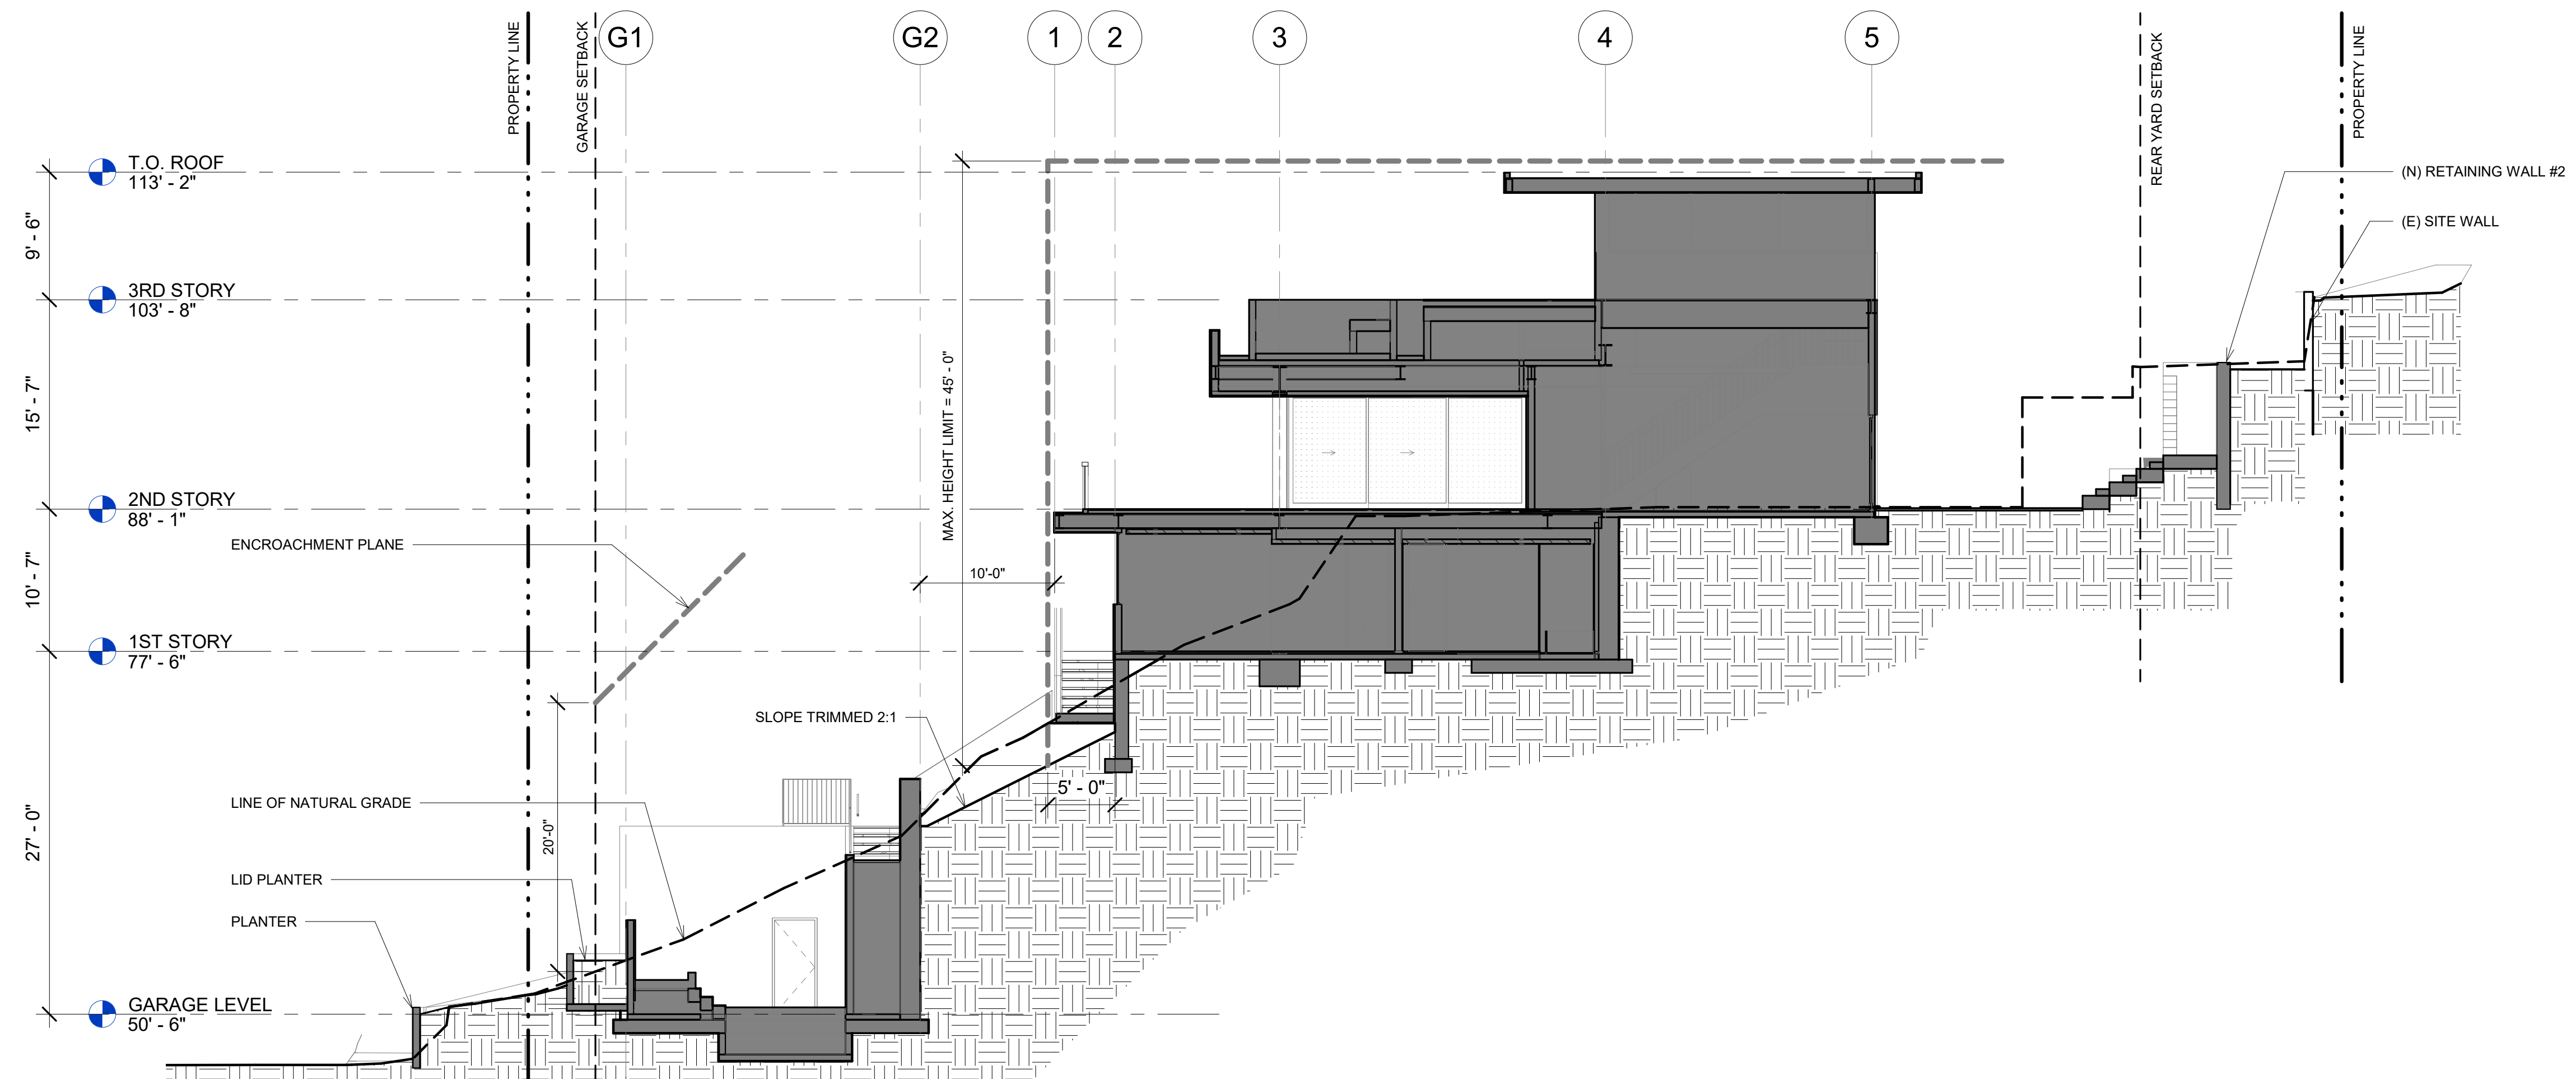 PROPERTY LINE
GARAGE SETBACK
G1
G2
1
2
3
4
5
REAR YARD SETBACK
PROPERTY LINE
T.O. ROOF
113' - 2"
(N) RETAINING WALL #2
(E) SITE WALL
9' - 6"
3RD STORY
103' - 8"
15' - 7"
MAX. HEIGHT LIMIT = 45' - 0"
2ND STORY
88' - 1"
ENCROACHMENT PLANE
10' - 7"
10'-0"
1ST STORY
77' - 6"
SLOPE TRIMMED 2:1
5' - 0"
LINE OF NATURAL GRADE
27' - 0"
20'-0"
LID PLANTER
PLANTER
GARAGE LEVEL
50' - 6"